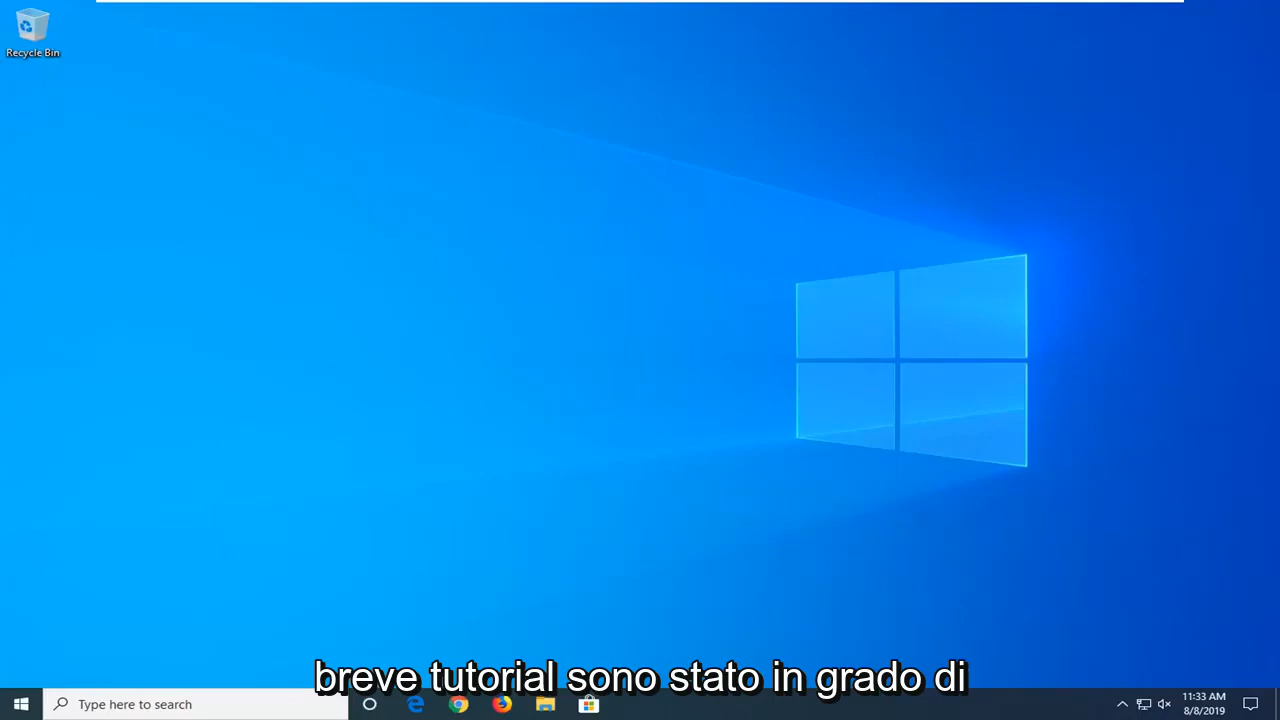 Recycle Bin
breve tutorial sono stato in grado di
Type here to search
11:33 AM
8/8/2019